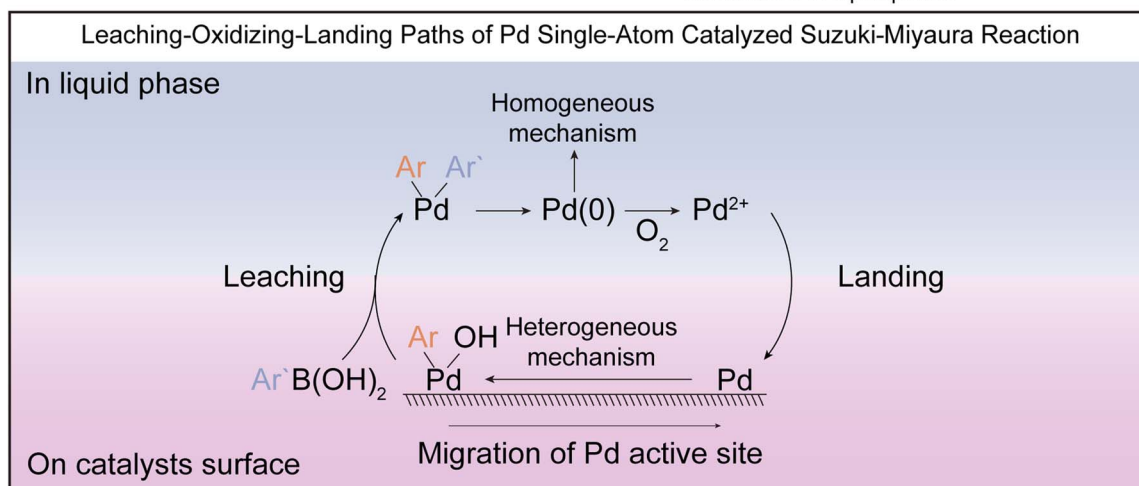 Leaching-Oxidizing-Landing Paths of Pd Single-Atom Catalyzed Suzuki-Miyaura Reaction
In liquid phase
Homogeneous
mechanism
Ar Ar`
Pd
Pd(0)
O₂
Pd²⁺
Leaching
Landing
Ar OH
Heterogeneous
mechanism
Ar`B(OH)₂
Pd
Pd
Migration of Pd active site
On catalysts surface